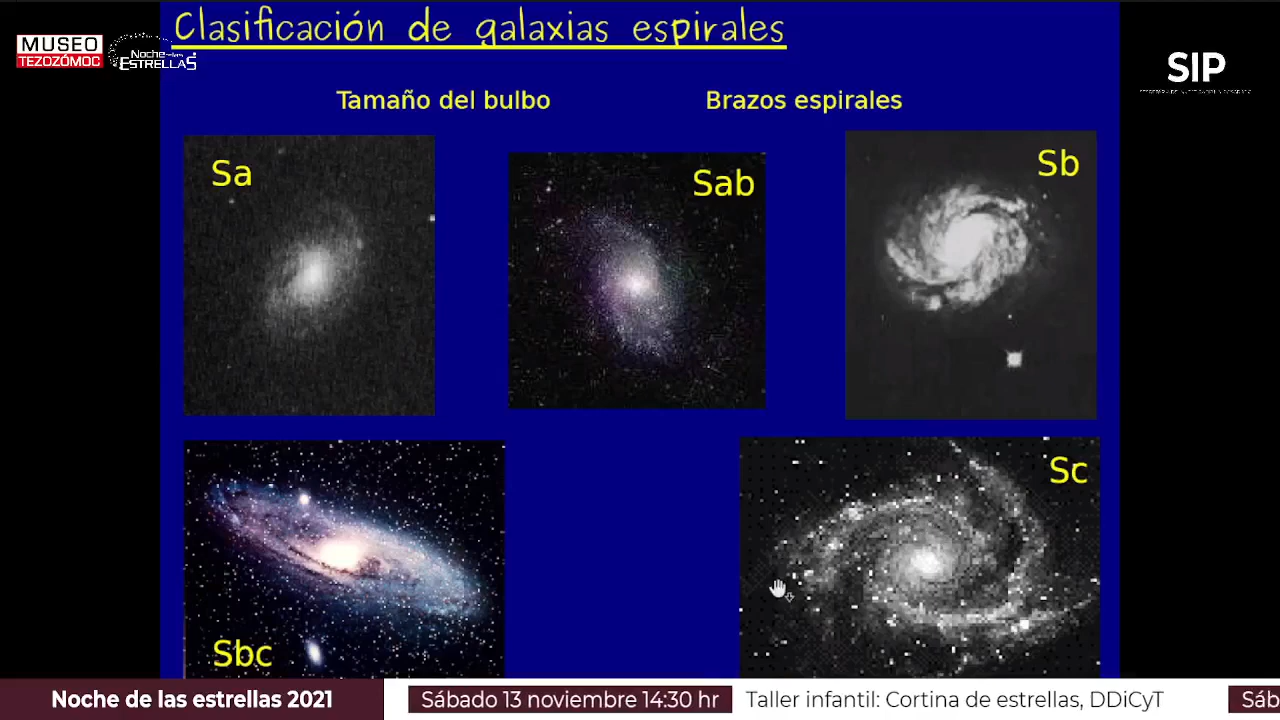 Clasificación de galaxias espirales
MUSEO
TEZOZÓMOC
Noche de las
ESTRELLAS
SIP
Tamaño del bulbo
Brazos espirales
Sa
Sab
Sb
Sbc
Sc
Noche de las estrellas 2021
Sábado 13 noviembre 14:30 hr
Taller infantil: Cortina de estrellas, DDiCyT
Sáb